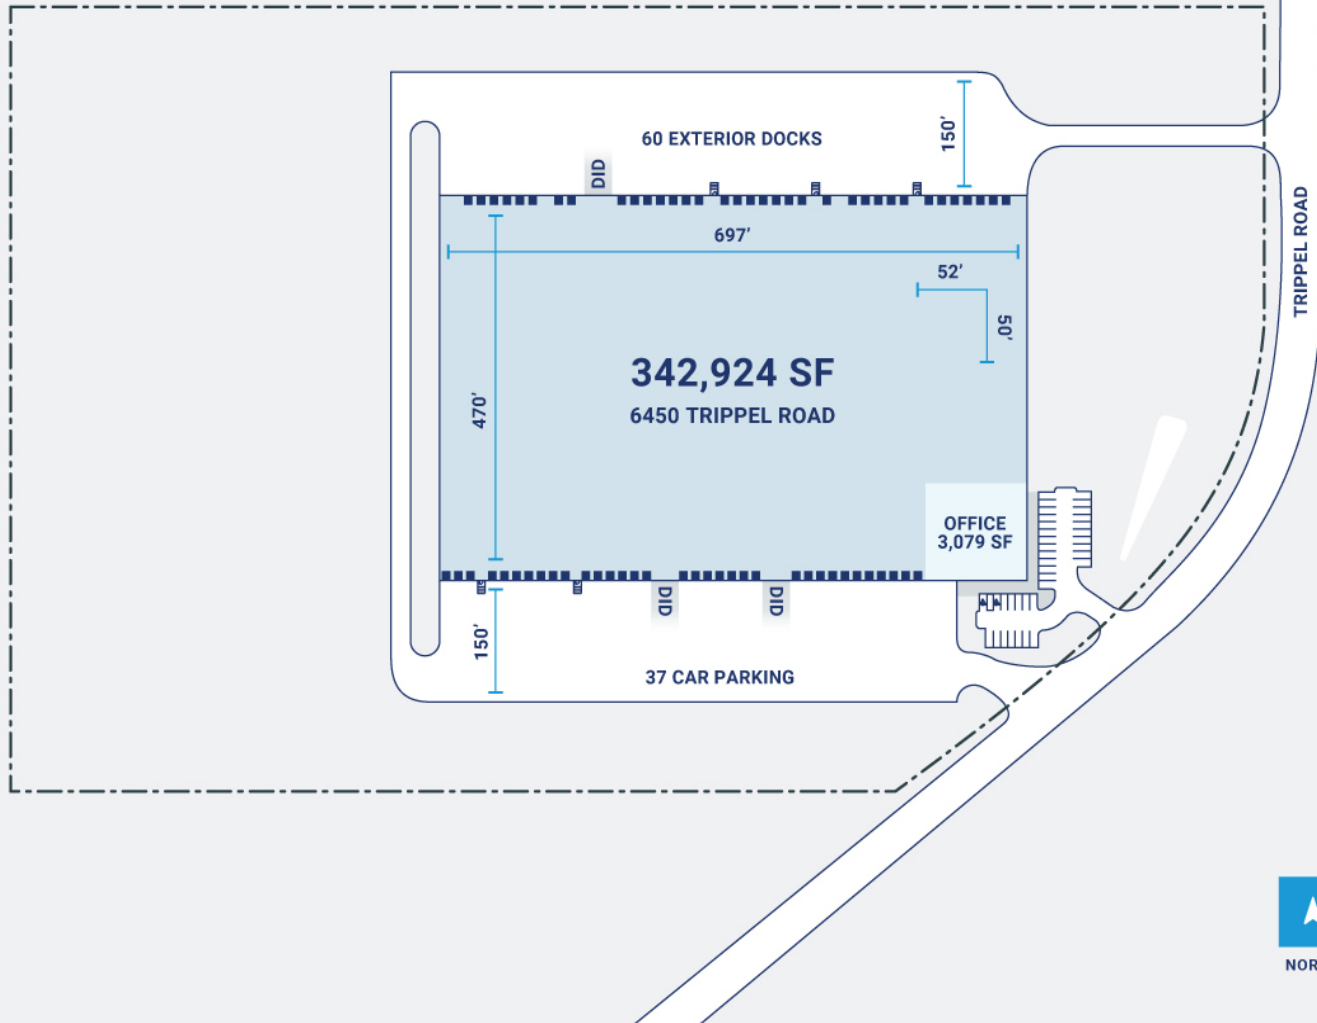 60 EXTERIOR DOCKS
150’
DID
697’
52’
50’
TRIPPEL ROAD
342,924 SF
6450 TRIPPEL ROAD
470’
OFFICE
3,079 SF
DID
DID
150’
37 CAR PARKING
NOR